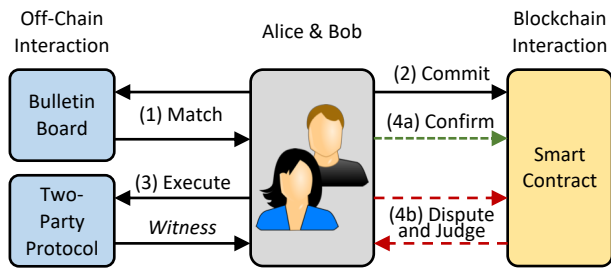 Off-Chain
Interaction
Alice & Bob
Blockchain
Interaction
Bulletin
Board
(1) Match
(2) Commit
(4a) Confirm
Smart
Contract
Two-
Party
Protocol
(3) Execute
Witness
(4b) Dispute
and Judge